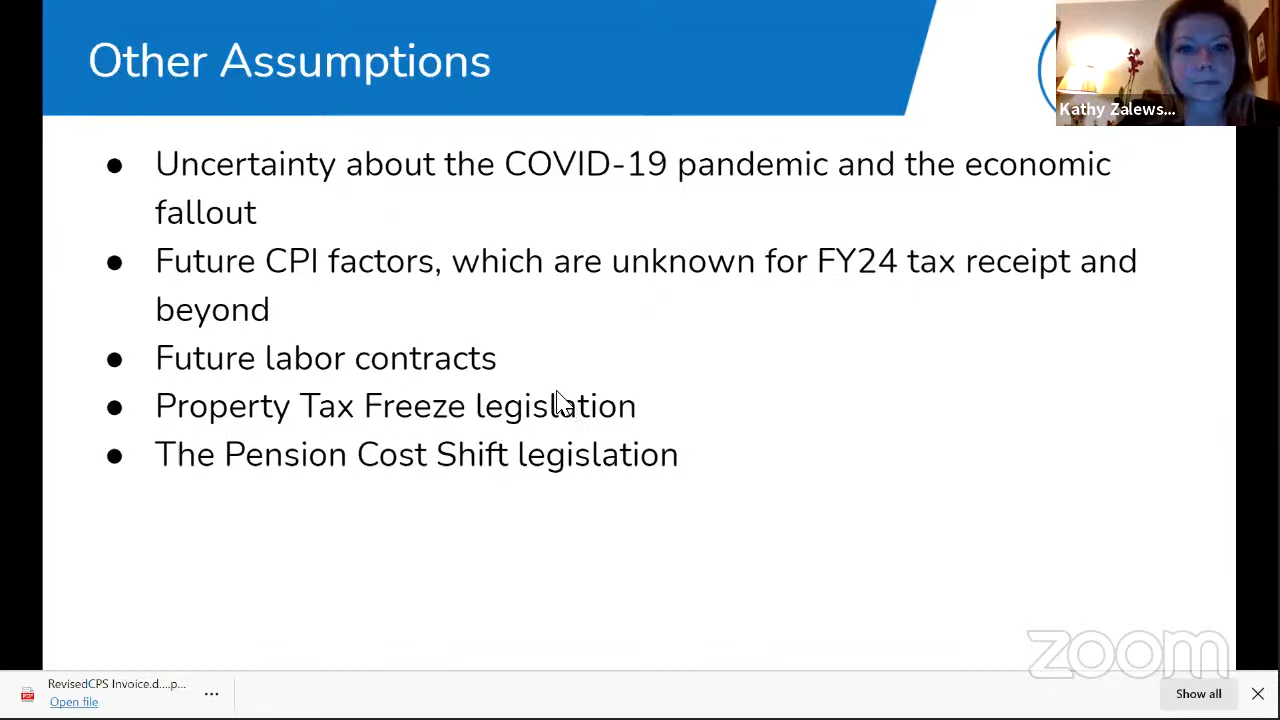 Other Assumptions
Kathy Zalews...
● Uncertainty about the COVID-19 pandemic and the economic
fallout
● Future CPI factors, which are unknown for FY24 tax receipt and
beyond
● Future labor contracts
● Property Tax Freeze legislation
● The Pension Cost Shift legislation
zoom
RevisedCPS Invoice.d....p...
Open file
Show all